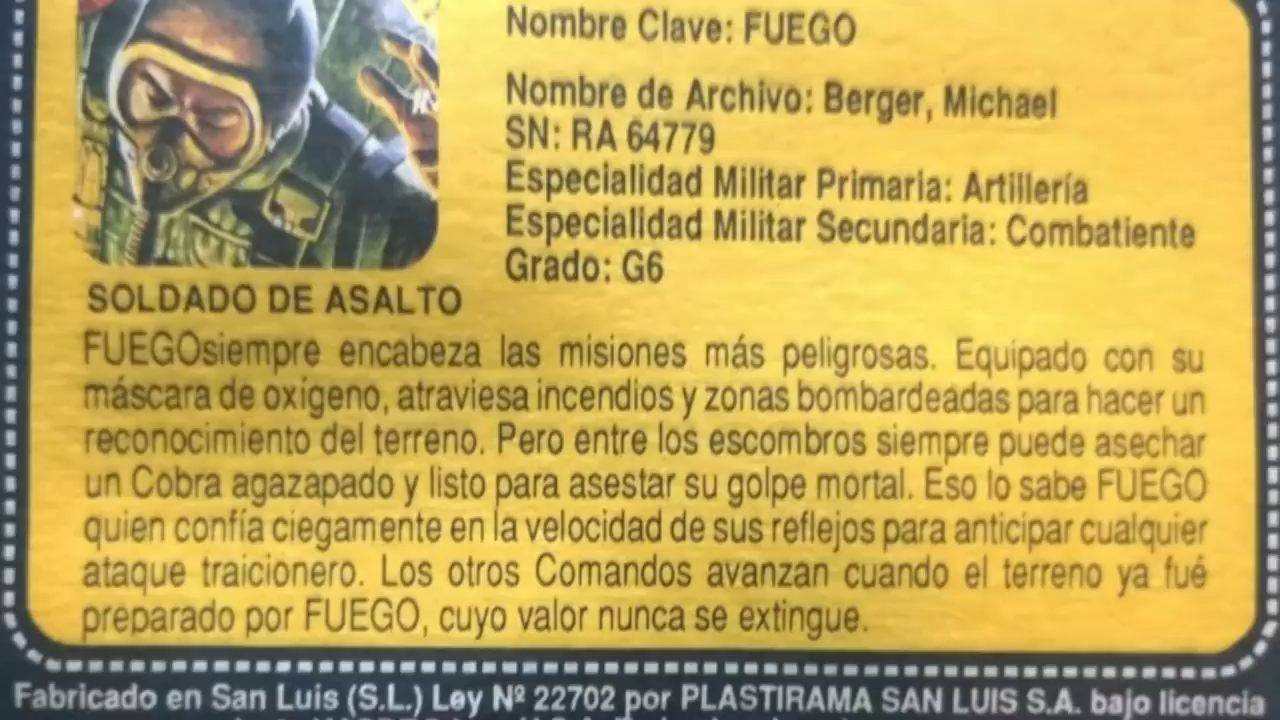 Nombre Clave: FUEGO
Nombre de Archivo: Berger, Michael
SN: RA 64779
Especialidad Militar Primaria: Artillería
Especialidad Militar Secundaria: Combatiente
Grado: G6
SOLDADO DE ASALTO
FUEGOsiempre encabeza las misiones más peligrosas. Equipado con su
máscara de oxígeno, atraviesa incendios y zonas bombardeadas para hacer un
reconocimiento del terreno. Pero entre los escombros siempre puede asechar
un Cobra agazapado y listo para asestar su golpe mortal. Eso lo sabe FUEGO
quien confía ciegamente en la velocidad de sus reflejos para anticipar cualquier
ataque traicionero. Los otros Comandos avanzan cuando el terreno ya fué
preparado por FUEGO, cuyo valor nunca se extingue.
Fabricado en San Luis (S.L.) Ley Nº 22702 por PLASTIRAMA SAN LUIS S.A. bajo licencia